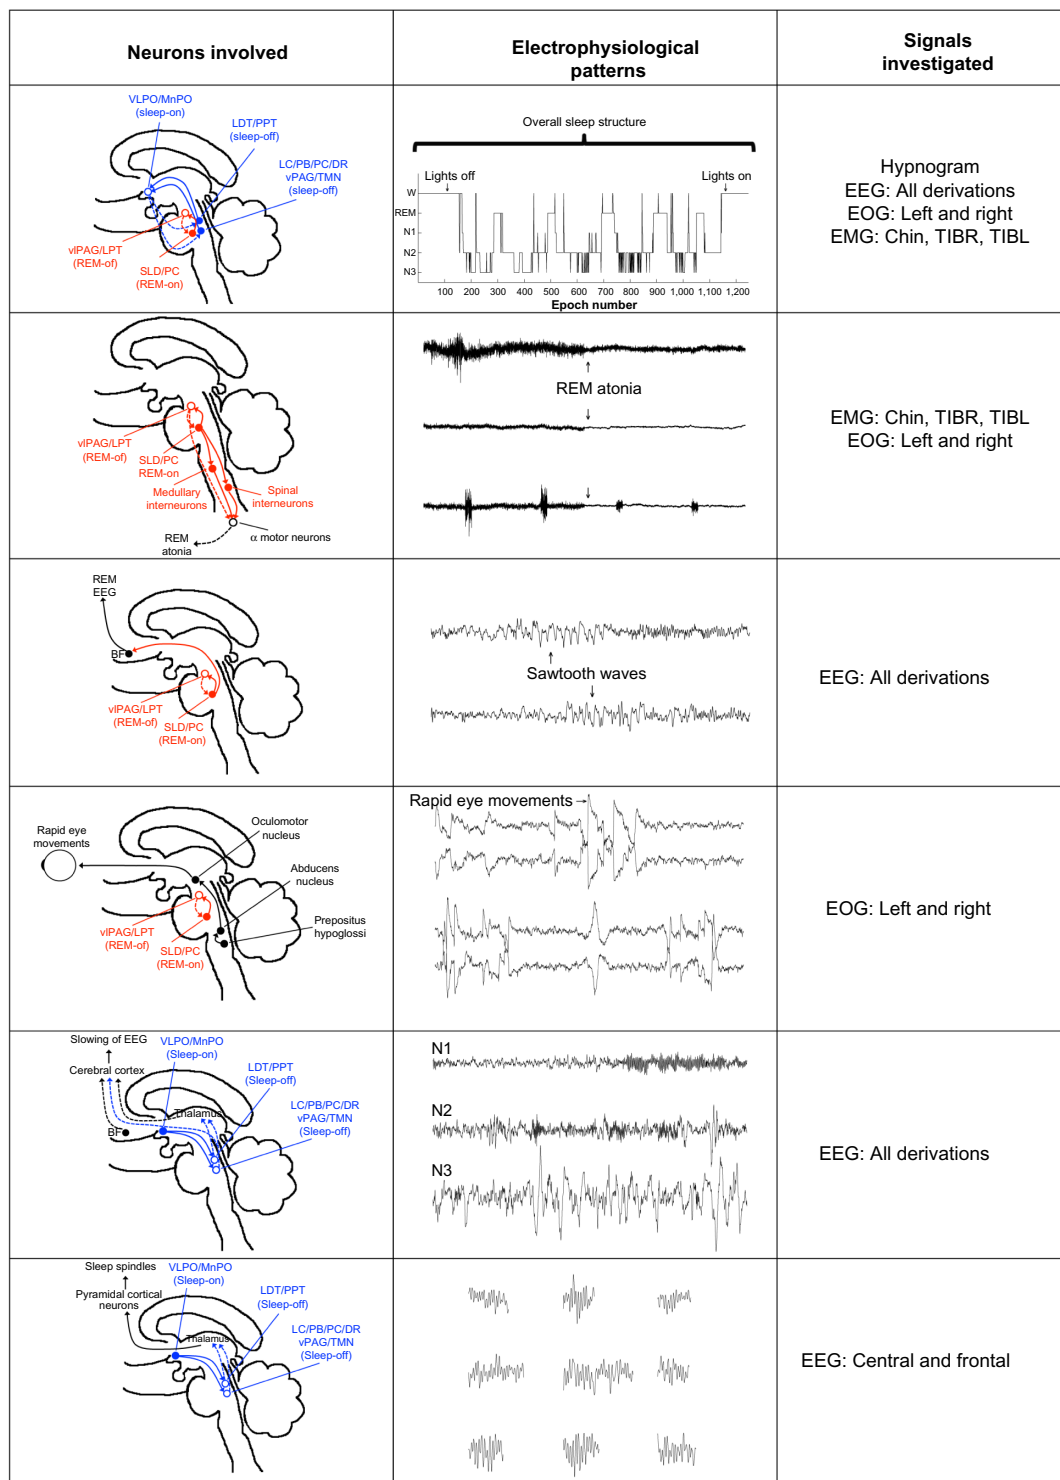 Neurons involved
Electrophysiological
patterns
Signals
investigated
VLPO/MnPO
(sleep-on)
LDT/PPT
(sleep-off)
LC/PB/PC/DR
vPAG/TMN
(sleep-off)
vlPAG/LPT
(REM-of)
SLD/PC
(REM-on)
Overall sleep structure
Lights off
Lights on
W
REM
N1
N2
N3
100 200 300 400 500 600 700 800 900 1,000 1,100 1,200
Epoch number
Hypnogram
EEG: All derivations
EOG: Left and right
EMG: Chin, TIBR, TIBL
vlPAG/LPT
(REM-of)
SLD/PC
REM-on
Medullary
interneurons
Spinal
interneurons
α motor neurons
REM
atonia
REM atonia
EMG: Chin, TIBR, TIBL
EOG: Left and right
REM
EEG
BF
vlPAG/LPT
(REM-of)
SLD/PC
(REM-on)
Sawtooth waves
EEG: All derivations
Rapid eye
movements
Oculomotor
nucleus
Abducens
nucleus
Prepositus
hypoglossi
vlPAG/LPT
(REM-of)
SLD/PC
(REM-on)
Rapid eye movements
EOG: Left and right
Slowing of EEG
Cerebral cortex
VLPO/MnPO
(Sleep-on)
LDT/PPT
(Sleep-off)
LC/PB/PC/DR
vPAG/TMN
(Sleep-off)
Thalamus
BF
N1
N2
N3
EEG: All derivations
Sleep spindles
Pyramidal cortical
neurons
VLPO/MnPO
(Sleep-on)
LDT/PPT
(Sleep-off)
LC/PB/PC/DR
vPAG/TMN
(Sleep-off)
Thalamus
EEG: Central and frontal